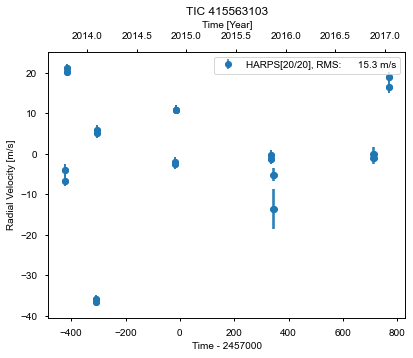 TIC 415563103
Time [Year]
2014.0 2014.5 2015.0 2015.5 2016.0 2016.5 2017.0
HARPS[20/20], RMS: 15.3 m/s
20
10
0
−10
−20
−30
−40
Radial Velocity [m/s]
−400 −200 0 200 400 600 800
Time - 2457000